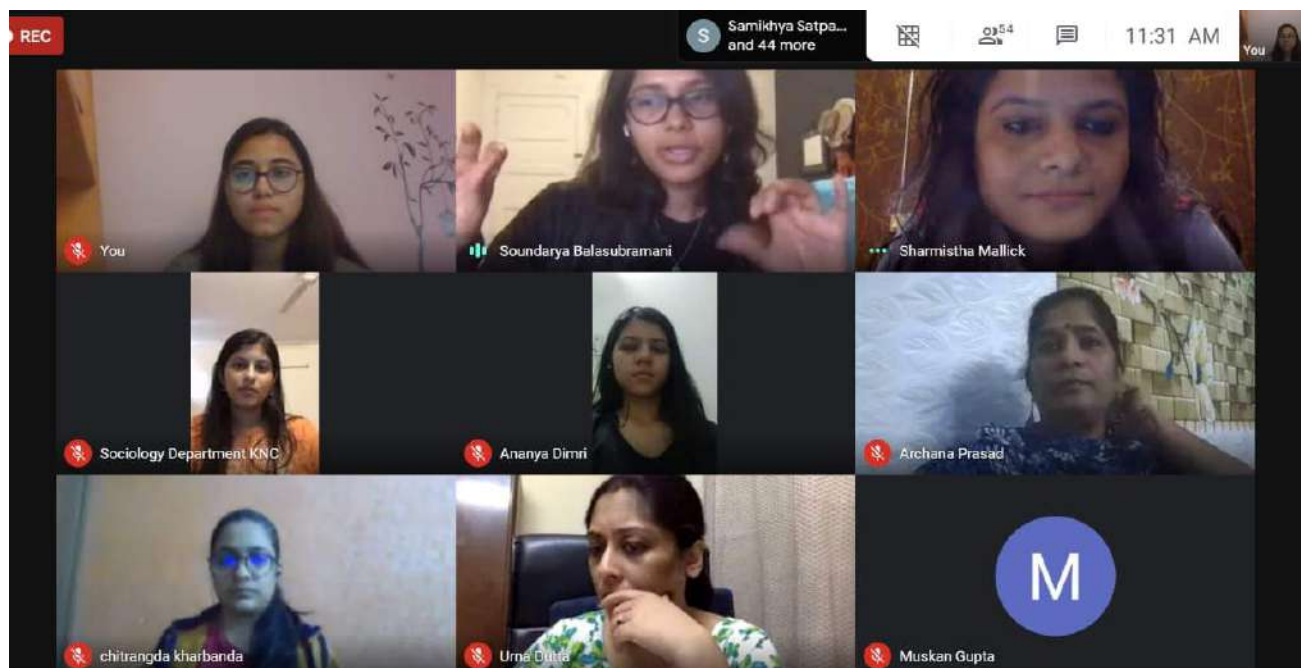 REC
S
Samikhya Satpa...
and 44 more
54
11:31 AM
You
You
Soundarya Balasubramani
Sharmistha Mallick
Sociology Department KNC
Ananya Dimri
Archana Prasad
chitrangda kharbanda
Urna Dutta
M
Muskan Gupta